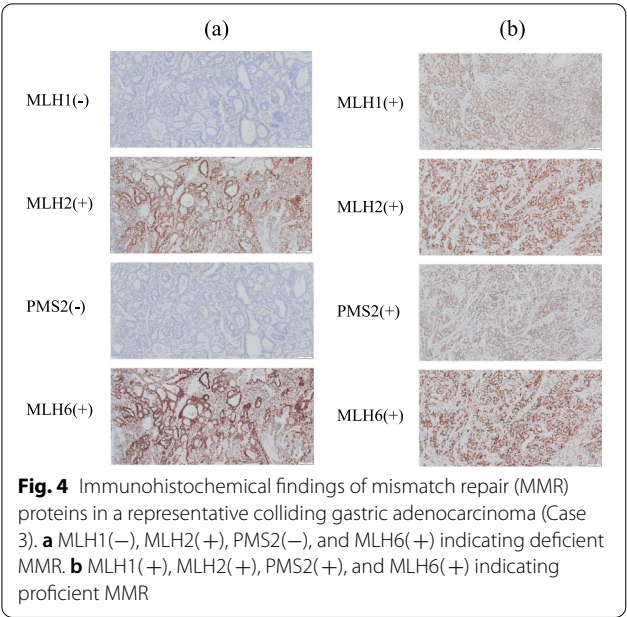 (a) (b)
MLH1(-) MLH1(+)
MLH2(+) MLH2(+)
PMS2(-) PMS2(+)
MLH6(+) MLH6(+)
Fig. 4 Immunohistochemical findings of mismatch repair (MMR)
proteins in a representative colliding gastric adenocarcinoma (Case
3). a MLH1(−), MLH2(+), PMS2(−), and MLH6(+) indicating deficient
MMR. b MLH1(+), MLH2(+), PMS2(+), and MLH6(+) indicating
proficient MMR